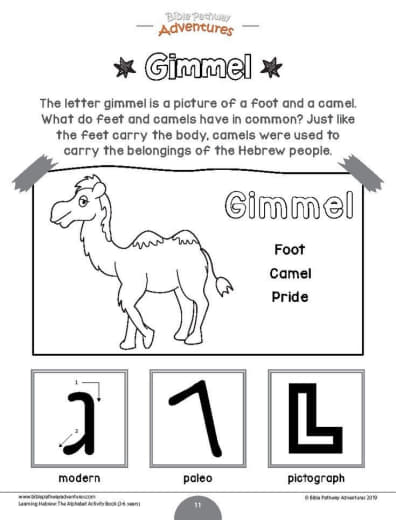 Bible Pathway
Adventures
Gimmel
The letter gimmel is a picture of a foot and a camel.
What do feet and camels have in common? Just like
the feet carry the body, camels were used to
carry the belongings of the Hebrew people.
Gimmel
Foot
Camel
Pride
1
2
ג
modern
paleo
pictograph
www.biblepathwayadventures.com
Learning Hebrew: The Alphabet Activity Book (3-6 years)
11
© Bible Pathway Adventures 2019